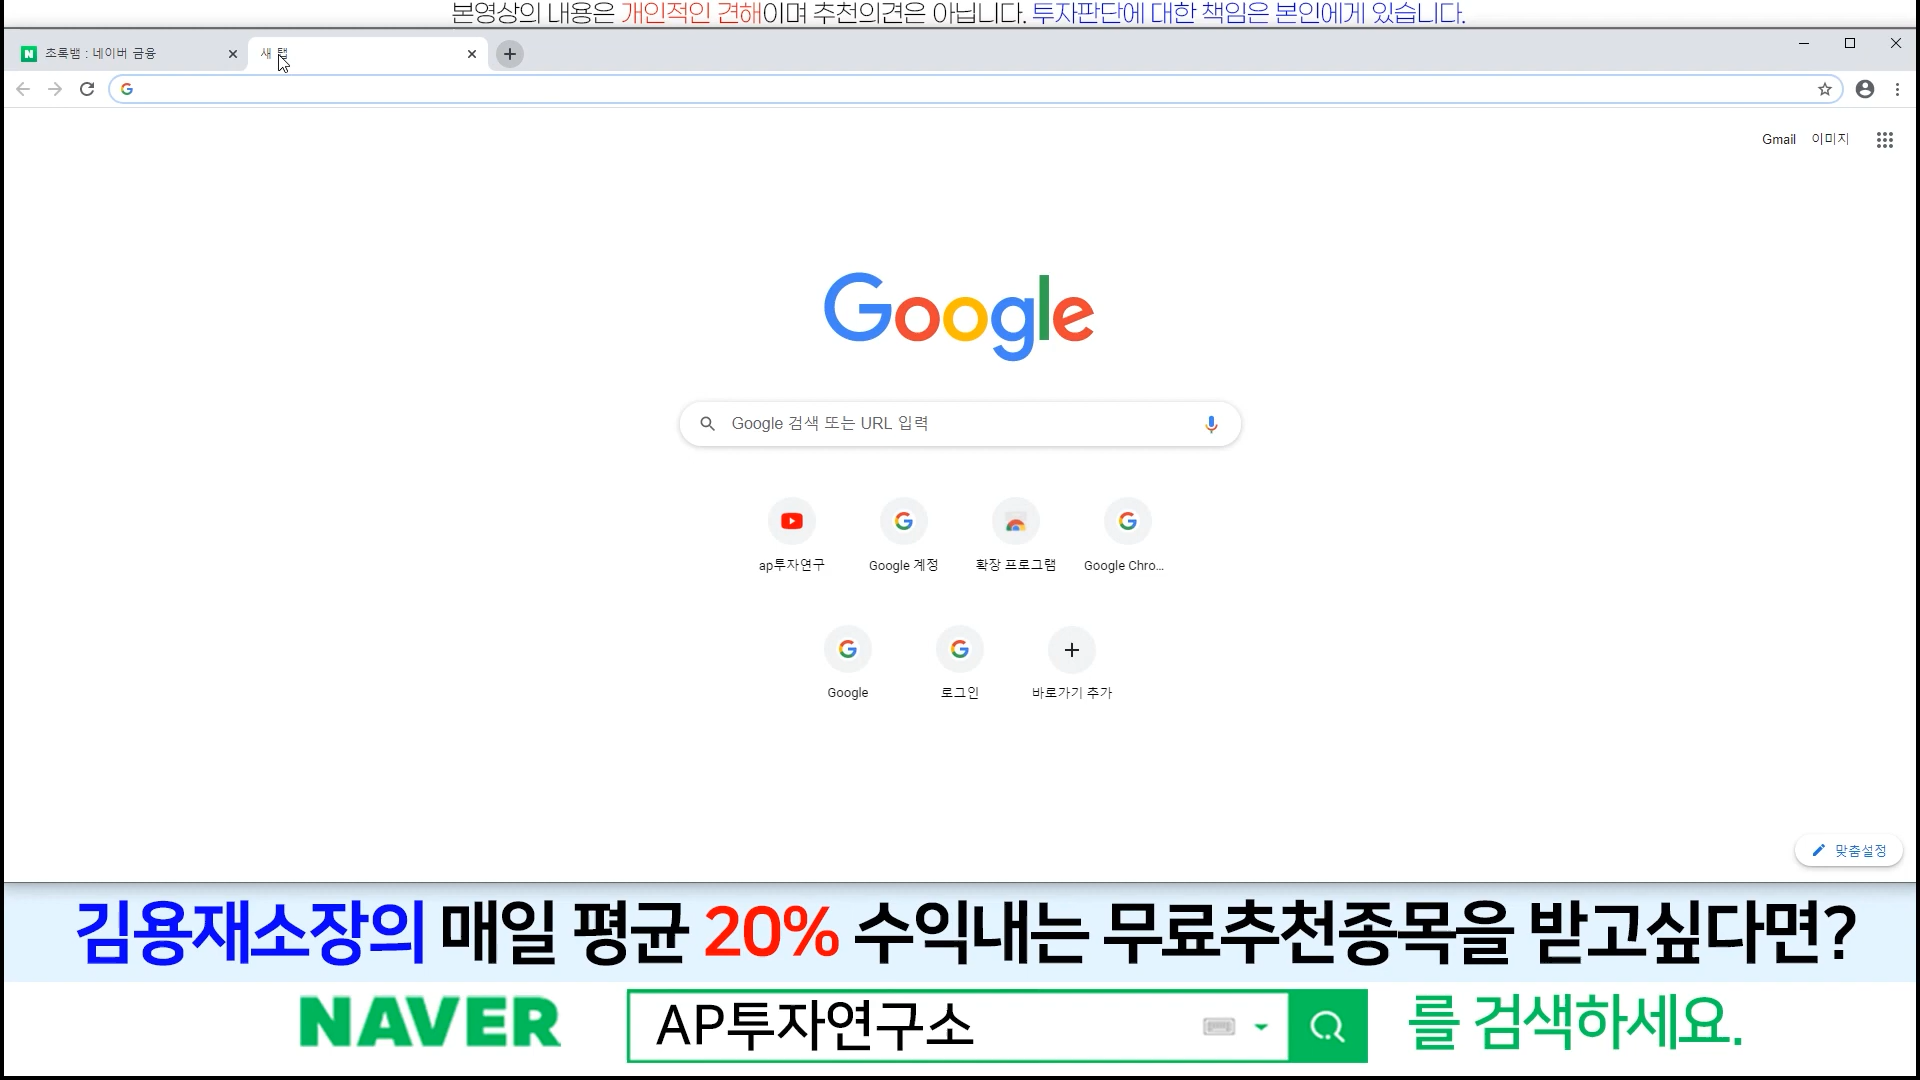 본영상의 내용은 개인적인 견해이며 추천의견은 아닙니다. 투자판단에 대한 책임은 본인에게 있습니다.
초록뱀 : 네이버 금융
새 탭
Gmail 이미지
Google
Google 검색 또는 URL 입력
ap투자연구
Google 계정
확장 프로그램
Google Chro...
Google
로그인
바로가기 추가
맞춤설정
김용재소장의 매일 평균 20% 수익내는 무료추천종목을 받고싶다면?
NAVER AP투자연구소 를 검색하세요.